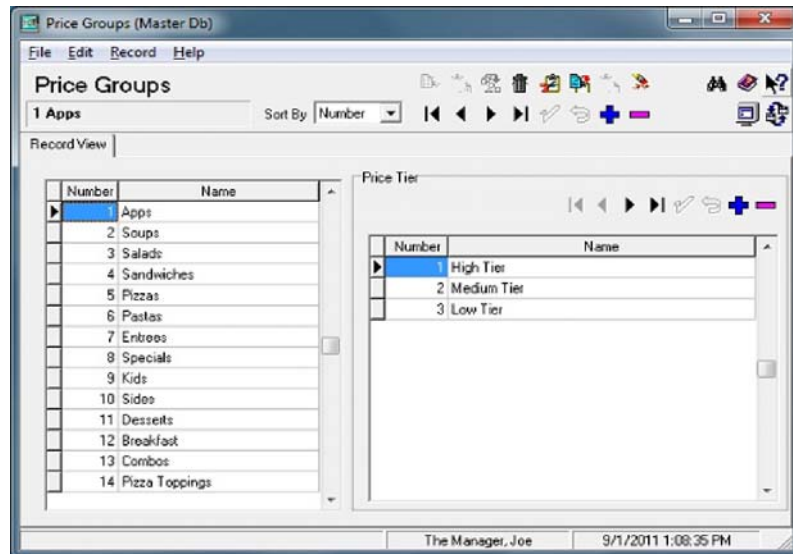 Price Groups (Master Db)
File Edit Record Help
Price Groups
1 Apps
Sort By Number
Record View
Number Name
1 Apps
2 Soups
3 Salads
4 Sandwiches
5 Pizzas
6 Pastas
7 Entrees
8 Specials
9 Kids
10 Sides
11 Desserts
12 Breakfast
13 Combos
14 Pizza Toppings
Price Tier
Number Name
1 High Tier
2 Medium Tier
3 Low Tier
The Manager, Joe 9/1/2011 1:08:35 PM